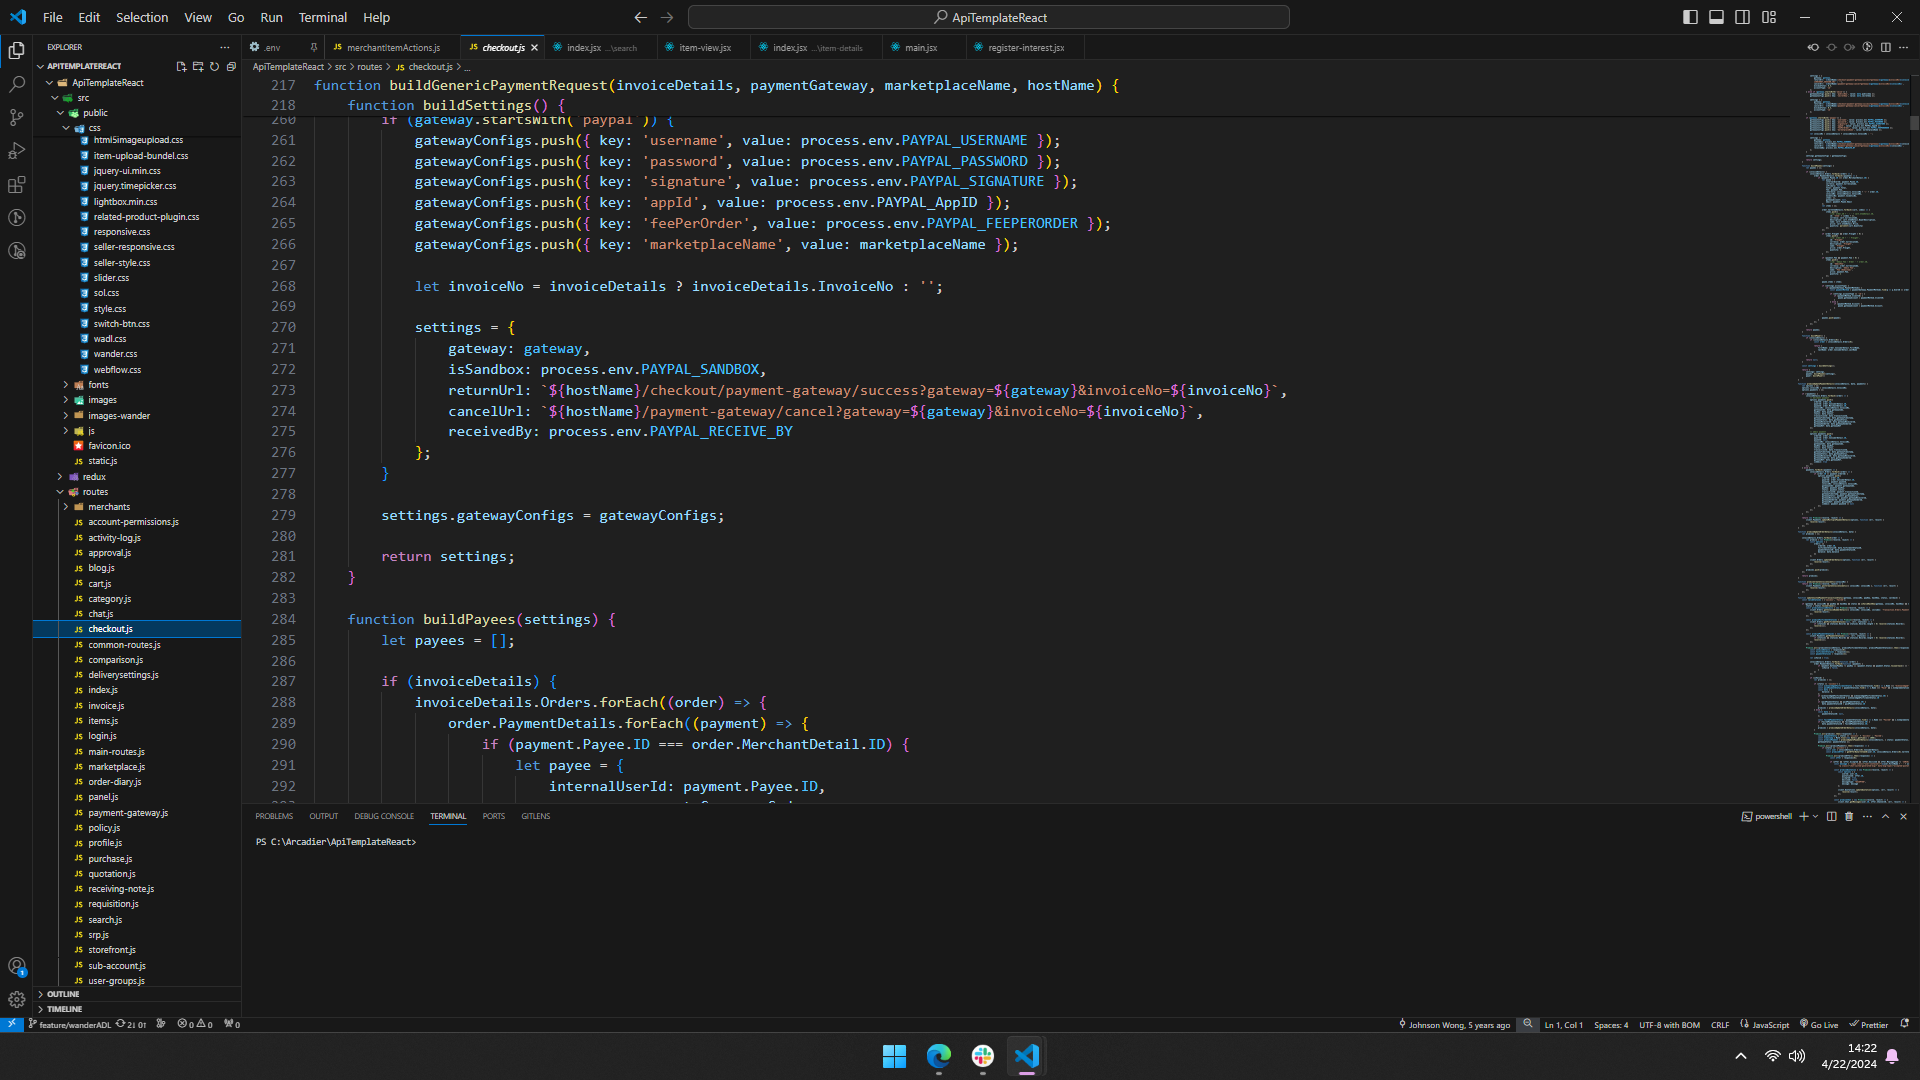 File Edit Selection View Go Run Terminal Help
ApiTemplateReact
EXPLORER
APITEMPLATEREACT
ApiTemplateReact
src
public
css
html5imageupload.css
item-upload-bundel.css
jquery-ui.min.css
jquery.timepicker.css
lightbox.min.css
related-product-plugin.css
responsive.css
seller-responsive.css
seller-style.css
slider.css
sol.css
style.css
switch-btn.css
wadl.css
wander.css
webflow.css
fonts
images
images-wander
js
favicon.ico
static.js
redux
routes
merchants
account-permissions.js
activity-log.js
approval.js
blog.js
cart.js
category.js
chat.js
checkout.js
common-routes.js
comparison.js
deliverysettings.js
index.js
invoice.js
items.js
login.js
main-routes.js
marketplace.js
order-diary.js
panel.js
payment-gateway.js
policy.js
profile.js
purchase.js
quotation.js
receiving-note.js
requisition.js
search.js
srp.js
storefront.js
sub-account.js
user-groups.js
OUTLINE
TIMELINE
.env
JS merchantItemActions.js
JS checkout.js
index.jsx ...\search
item-view.jsx
index.jsx ...\item-details
main.jsx
register-interest.jsx
ApiTemplateReact > src > routes > JS checkout.js > ...
217 function buildGenericPaymentRequest(invoiceDetails, paymentGateway, marketplaceName, hostName) {
218 function buildSettings() {
260 if (gateway.startsWith('paypal')) {
261 gatewayConfigs.push({ key: 'username', value: process.env.PAYPAL_USERNAME });
262 gatewayConfigs.push({ key: 'password', value: process.env.PAYPAL_PASSWORD });
263 gatewayConfigs.push({ key: 'signature', value: process.env.PAYPAL_SIGNATURE });
264 gatewayConfigs.push({ key: 'appId', value: process.env.PAYPAL_AppID });
265 gatewayConfigs.push({ key: 'feePerOrder', value: process.env.PAYPAL_FEEPERORDER });
266 gatewayConfigs.push({ key: 'marketplaceName', value: marketplaceName });
267
268 let invoiceNo = invoiceDetails ? invoiceDetails.InvoiceNo : '';
269
270 settings = {
271 gateway: gateway,
272 isSandbox: process.env.PAYPAL_SANDBOX,
273 returnUrl: `${hostName}/checkout/payment-gateway/success?gateway=${gateway}&invoiceNo=${invoiceNo}`,
274 cancelUrl: `${hostName}/payment-gateway/cancel?gateway=${gateway}&invoiceNo=${invoiceNo}`,
275 receivedBy: process.env.PAYPAL_RECEIVE_BY
276 };
277 }
278
279 settings.gatewayConfigs = gatewayConfigs;
280
281 return settings;
282 }
283
284 function buildPayees(settings) {
285 let payees = [];
286
287 if (invoiceDetails) {
288 invoiceDetails.Orders.forEach((order) => {
289 order.PaymentDetails.forEach((payment) => {
290 if (payment.Payee.ID === order.MerchantDetail.ID) {
291 let payee = {
292 internalUserId: payment.Payee.ID,
PROBLEMS OUTPUT DEBUG CONSOLE TERMINAL PORTS GITLENS
powershell
PS C:\Arcadier\ApiTemplateReact>
feature/wanderADL 2↓ 0↑ 0 0 0
Johnson Wong, 5 years ago Ln 1, Col 1 Spaces: 4 UTF-8 with BOM CRLF JavaScript Go Live Prettier
14:22
4/22/2024